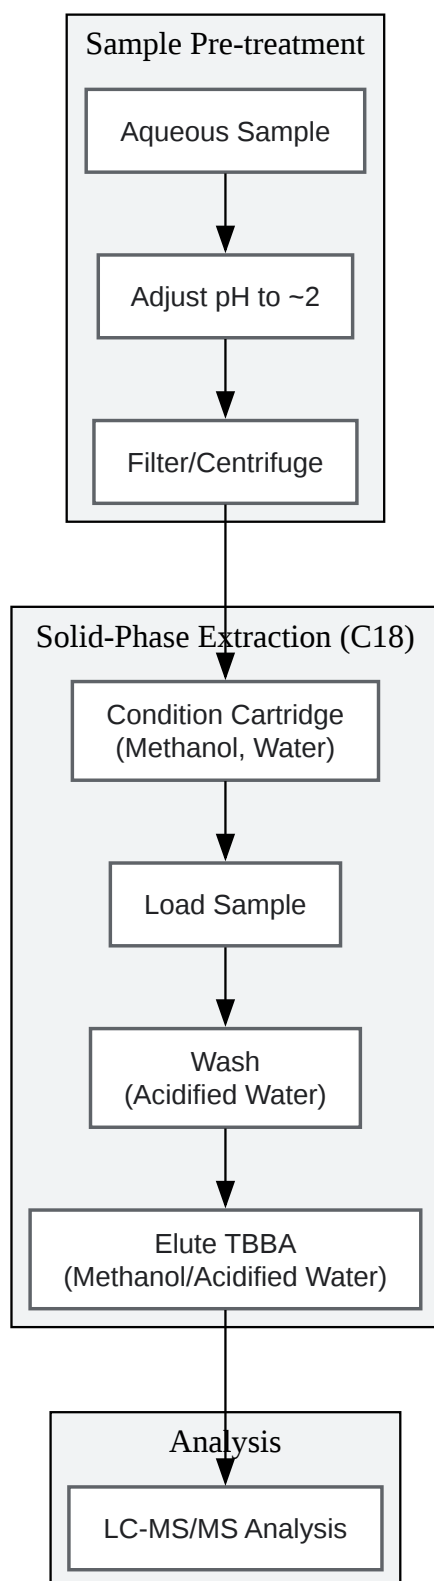 Sample Pre-treatment
Aqueous Sample
Adjust pH to ~2
Filter/Centrifuge
Solid-Phase Extraction (C18)
Condition Cartridge
(Methanol, Water)
Load Sample
Wash
(Acidified Water)
Elute TBBA
(Methanol/Acidified Water)
Analysis
LC-MS/MS Analysis